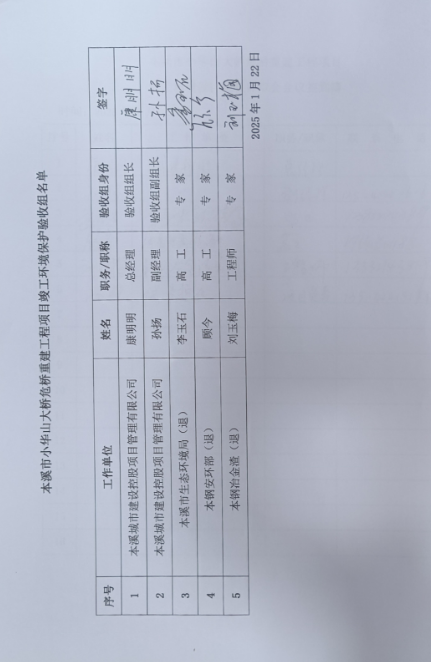 本溪市小华山大桥危桥重建工程项目竣工环境保护验收组名单
序号 工作单位 姓名 职务/职称 验收组身份 签字
1 本溪城市建设控股项目管理有限公司 康明明 总经理 验收组组长 康明明
2 本溪城市建设控股项目管理有限公司 孙扬 副经理 验收组副组长 孙扬
3 本溪市生态环境局（退） 李玉石 高 工 专 家
4 本钢安环部（退） 顾今 高 工 专 家
5 本钢冶金渣（退） 刘玉梅 工程师 专 家 刘玉梅
2025 年 1 月 22 日